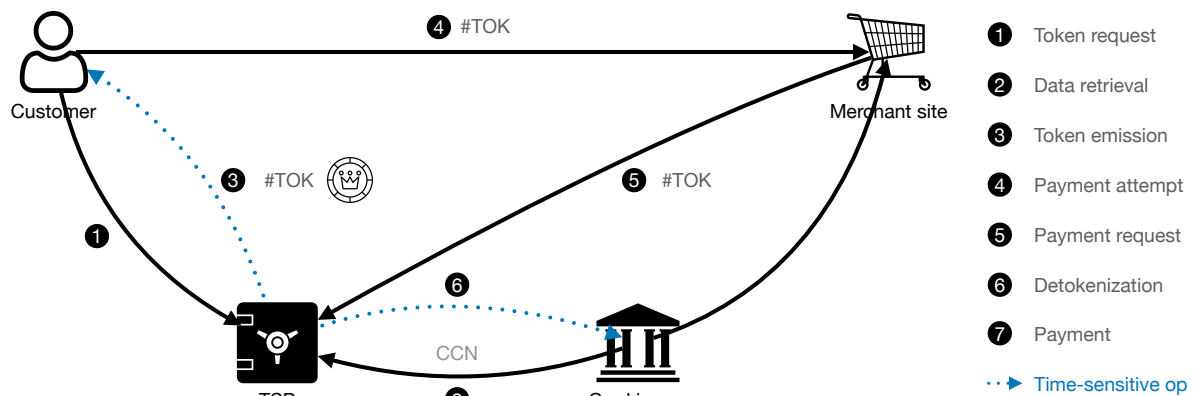 4 #TOK
Customer
Merchant site
3 #TOK
5 #TOK
1
6
CCN
1 Token request
2 Data retrieval
3 Token emission
4 Payment attempt
5 Payment request
6 Detokenization
7 Payment
Time-sensitive op